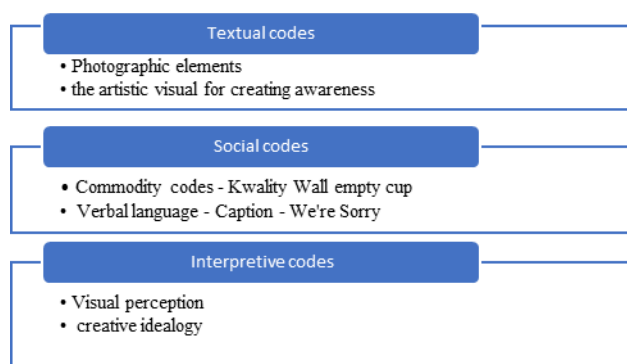 Textual codes
• Photographic elements
• the artistic visual for creating awareness
Social codes
• Commodity codes - Kwality Wall empty cup
• Verbal language - Caption - We're Sorry
Interpretive codes
• Visual perception
• creative idealogy